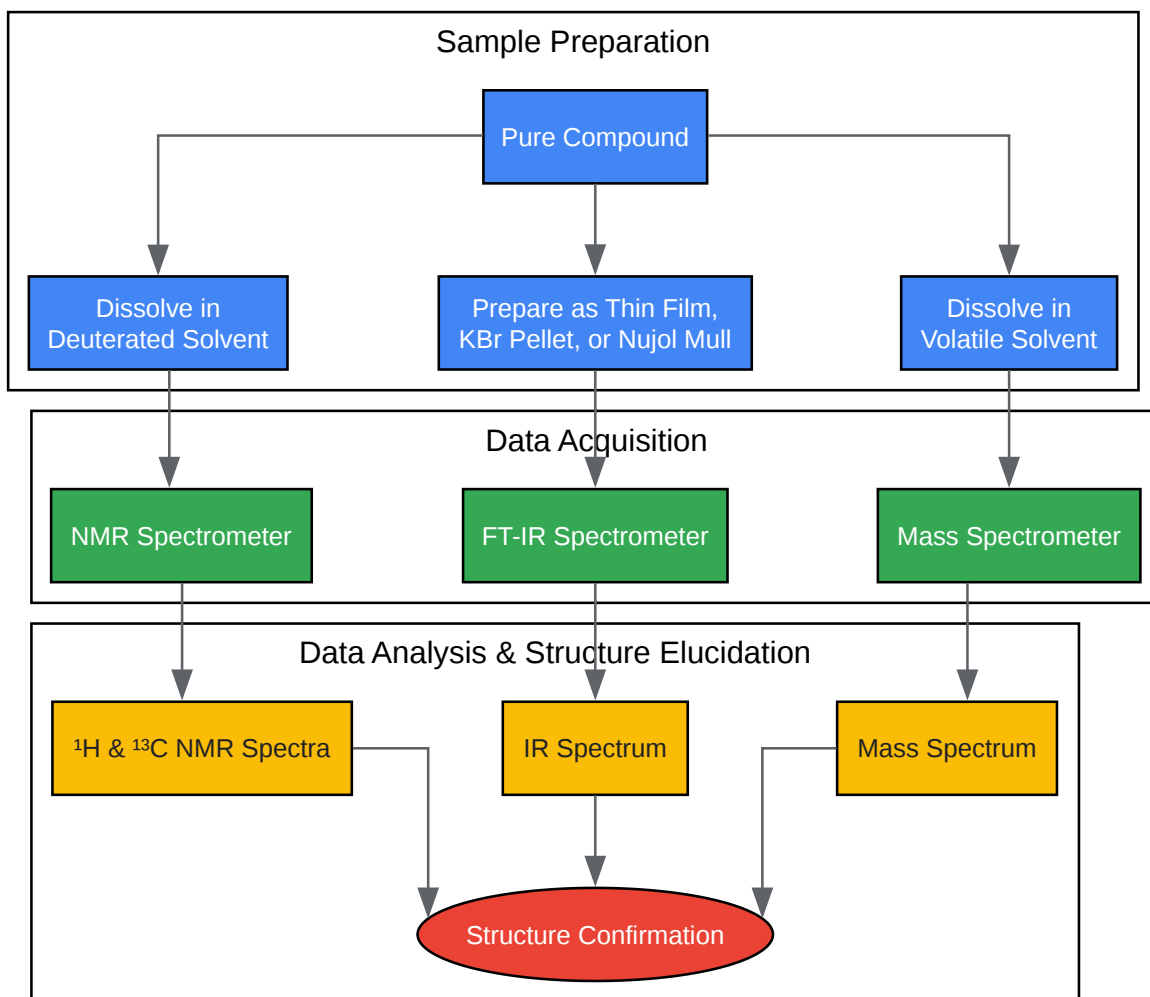 Sample Preparation
Pure Compound
Dissolve in
Deuterated Solvent
Prepare as Thin Film,
KBr Pellet, or Nujol Mull
Dissolve in
Volatile Solvent
Data Acquisition
NMR Spectrometer
FT-IR Spectrometer
Mass Spectrometer
Data Analysis & Structure Elucidation
¹H & ¹³C NMR Spectra
IR Spectrum
Mass Spectrum
Structure Confirmation